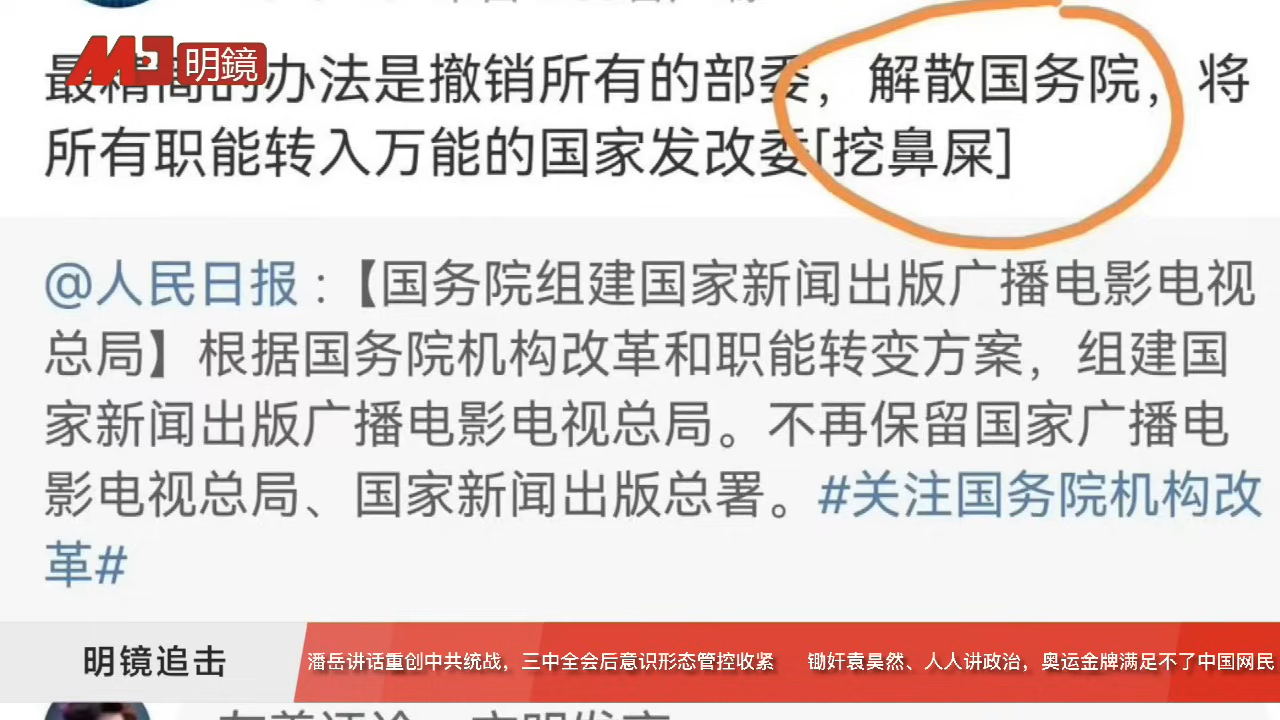 明鏡
最精简的办法是撤销所有的部委，解散国务院，将
所有职能转入万能的国家发改委[挖鼻屎]
@人民日报：【国务院组建国家新闻出版广播电影电视
总局】根据国务院机构改革和职能转变方案，组建国
家新闻出版广播电影电视总局。不再保留国家广播电
影电视总局、国家新闻出版总署。#关注国务院机构改
革#
明镜追击
潘岳讲话重创中共统战，三中全会后意识形态管控收紧
锄奸袁昊然、人人讲政治，奥运金牌满足不了中国网民